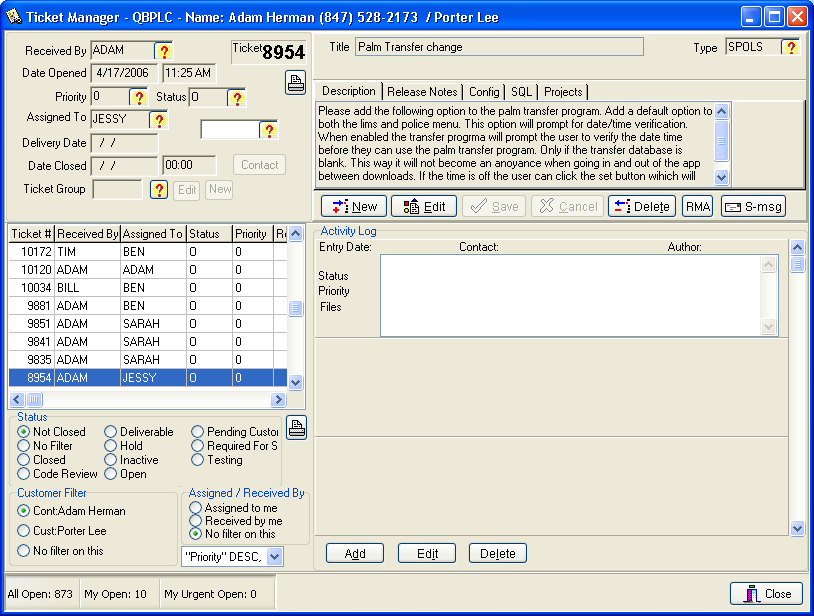 Ticket Manager - QBPLC - Name: Adam Herman (847) 528-2173 / Porter Lee
Received By ADAM ?
Ticket 8954
Date Opened 4/17/2006 11:25 AM
Priority 0 ? Status 0 ?
Assigned To JESSY ? ?
Delivery Date / /
Date Closed / / 00:00 Contact
Ticket Group ? Edit New
Title Palm Transfer change Type SPOLS ?
Description Release Notes Config SQL Projects
Please add the following option to the palm transfer program. Add a default option to
both the lims and police menu. This option will prompt for date/time verification.
When enabled the transfer progrma will prompt the user to verify the date time
before they can use the palm transfer program. Only if the transfer database is
blank. This way it will not become an anoyance when going in and out of the app
between downloads. If the time is off the user can click the set button wihich will
New Edit Save Cancel Delete RMA S-msg
Ticket # Received By Assigned To Status Priority
10172 TIM BEN 0 0
10120 ADAM ADAM 0 0
10034 BILL BEN 0 0
9881 ADAM BEN 0 0
9851 ADAM SARAH 0 0
9841 ADAM SARAH 0 0
9835 ADAM SARAH 0 0
8954 ADAM JESSY 0 0
Activity Log
Entry Date: Contact: Author:
Status
Priority
Files
Status
Not Closed Deliverable Pending Custor
No Filter Hold Required For S
Closed Inactive Testing
Code Review Open
Customer Filter
Cont:Adam Herman
Cust:Porter Lee
No filter on this
Assigned / Received By
Assigned to me
Received by me
No filter on this
"Priority" DESC,
Add Edit Delete
All Open: 873 My Open: 10 My Urgent Open: 0
Close